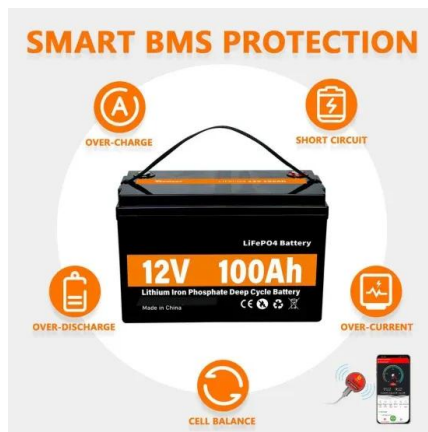 SMART BMS PROTECTION
OVER-CHARGE
SHORT CIRCUIT
LiFePO4 Battery
12V 100Ah
Lithium Iron Phosphate Deep Cycle Battery
Made in China
OVER-DISCHARGE
OVER-CURRENT
CELL BALANCE